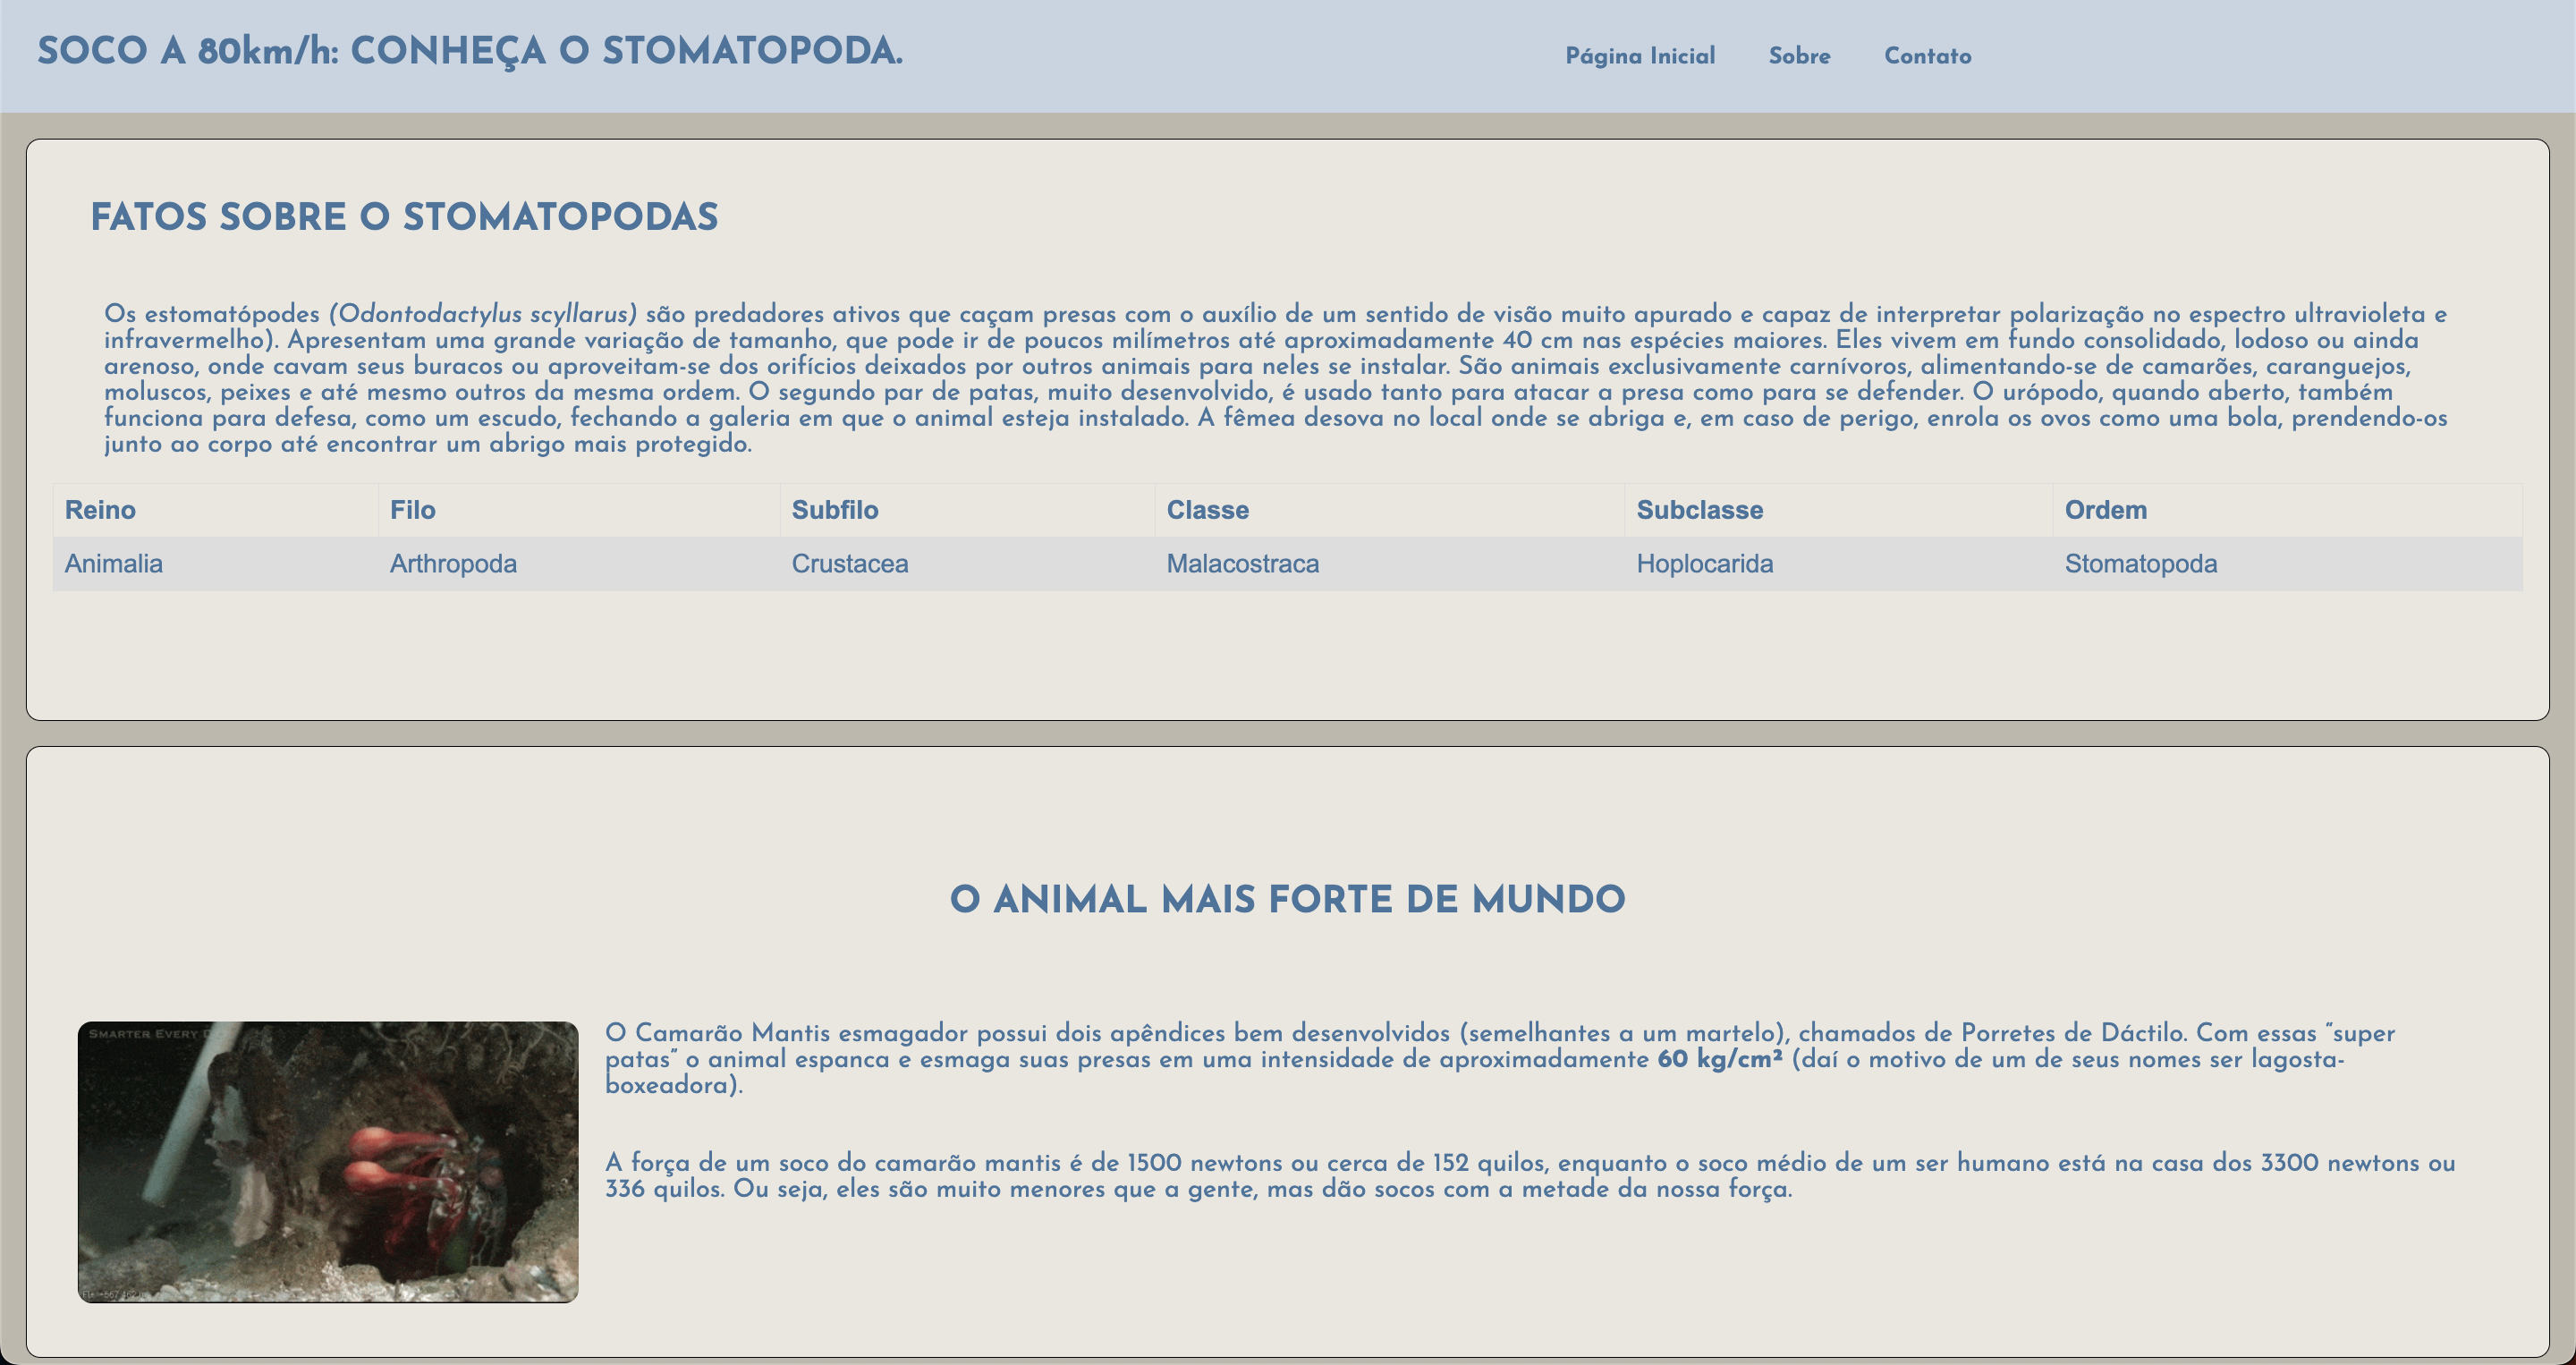 SOCO A 80km/h: CONHEÇA O STOMATOPODA.
Página Inicial Sobre Contato
FATOS SOBRE O STOMATOPODAS
Os estomatópodes (Odontodactylus scyllarus) são predadores ativos que caçam presas com o auxílio de um sentido de visão muito apurado e capaz de interpretar polarização no espectro ultravioleta e
infravermelho). Apresentam uma grande variação de tamanho, que pode ir de poucos milímetros até aproximadamente 40 cm nas espécies maiores. Eles vivem em fundo consolidado, lodoso ou ainda
arenoso, onde cavam seus buracos ou aproveitam-se dos orifícios deixados por outros animais para neles se instalar. São animais exclusivamente carnívoros, alimentando-se de camarões, caranguejos,
moluscos, peixes e até mesmo outros da mesma ordem. O segundo par de patas, muito desenvolvido, é usado tanto para atacar a presa como para se defender. O urópodo, quando aberto, também
funciona para defesa, como um escudo, fechando a galeria em que o animal esteja instalado. A fêmea desova no local onde se abriga e, em caso de perigo, enrola os ovos como uma bola, prendendo-os
junto ao corpo até encontrar um abrigo mais protegido.
Reino Filo Subfilo Classe Subclasse Ordem
Animalia Arthropoda Crustacea Malacostraca Hoplocarida Stomatopoda
O ANIMAL MAIS FORTE DE MUNDO
SMARTER EVERY
O Camarão Mantis esmagador possui dois apêndices bem desenvolvidos (semelhantes a um martelo), chamados de Porretes de Dáctilo. Com essas “super
patas” o animal espanca e esmaga suas presas em uma intensidade de aproximadamente 60 kg/cm² (daí o motivo de um de seus nomes ser lagosta-
boxeadora).
A força de um soco do camarão mantis é de 1500 newtons ou cerca de 152 quilos, enquanto o soco médio de um ser humano está na casa dos 3300 newtons ou
336 quilos. Ou seja, eles são muito menores que a gente, mas dão socos com a metade da nossa força.